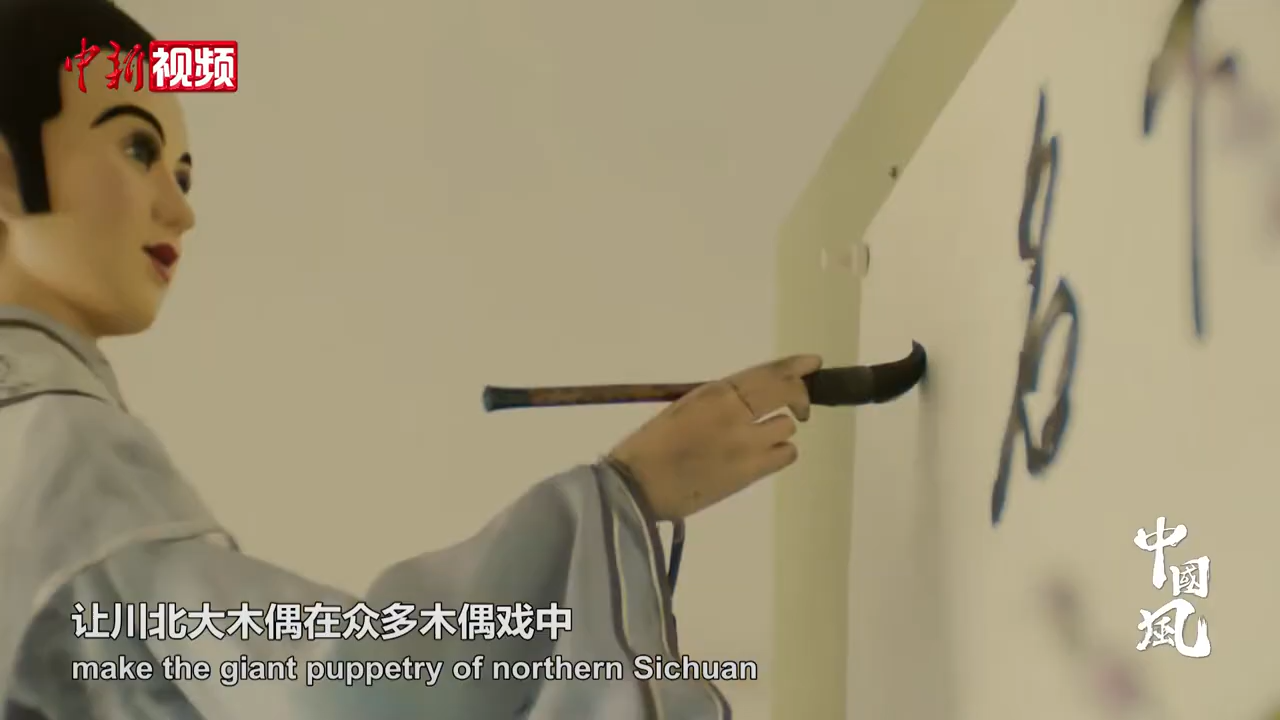 中新视频
中國風
让川北大木偶在众多木偶戏中
make the giant puppetry of northern Sichuan